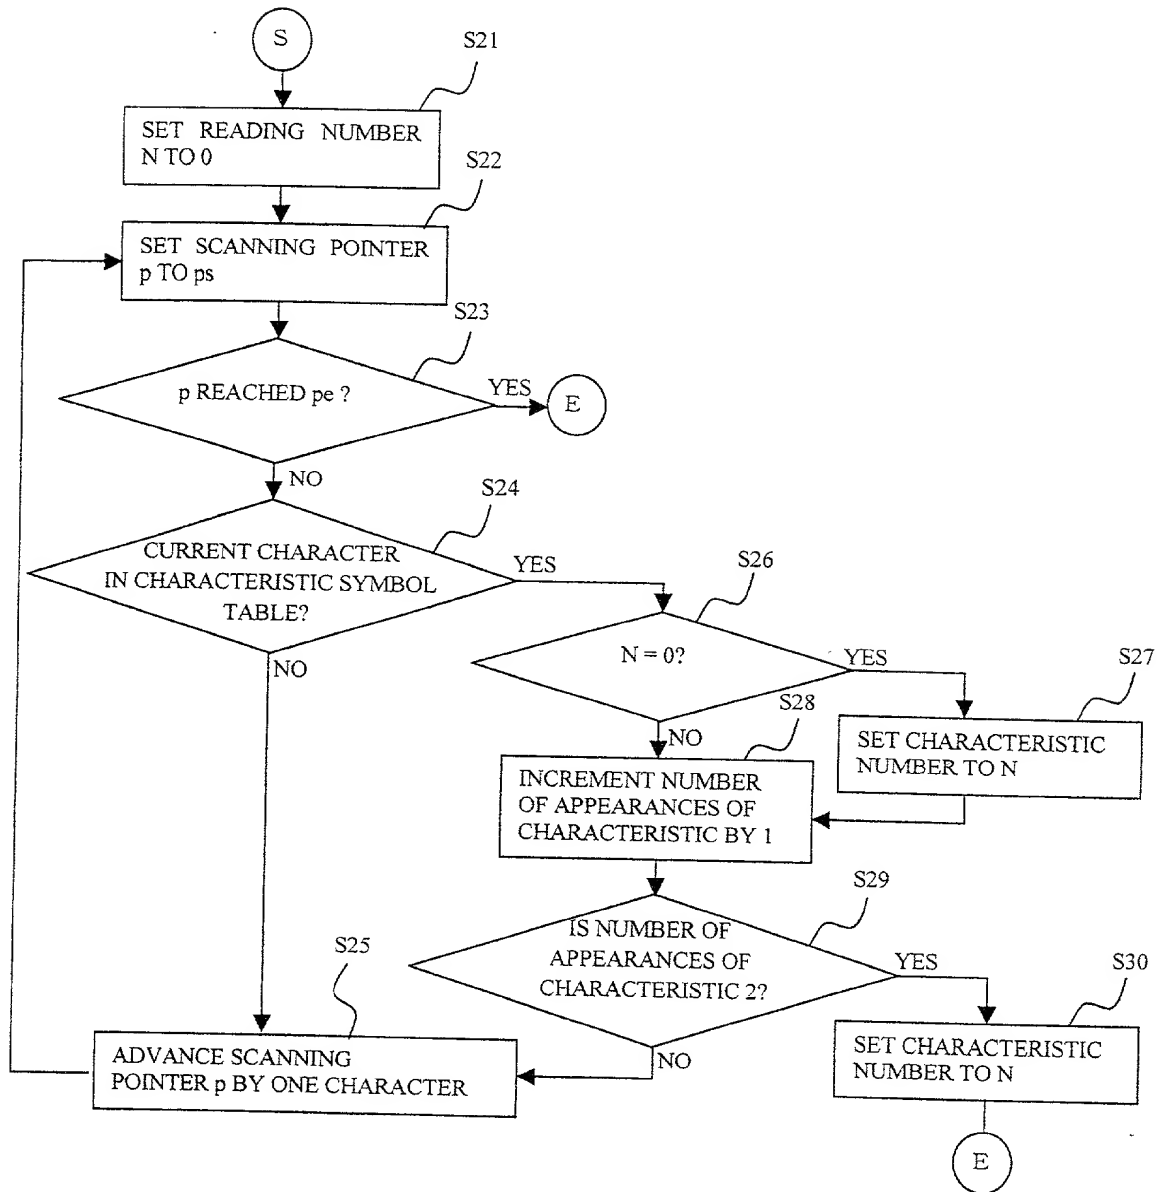 S
S21
SET READING NUMBER
N TO 0
S22
SET SCANNING POINTER
p TO ps
S23
p REACHED pe ?
YES
E
NO
S24
CURRENT CHARACTER
IN CHARACTERISTIC SYMBOL
TABLE?
YES
NO
S26
N = 0?
YES
S27
SET CHARACTERISTIC
NUMBER TO N
NO
S28
INCREMENT NUMBER
OF APPEARANCES OF
CHARACTERISTIC BY 1
S29
IS NUMBER OF
APPEARANCES OF
CHARACTERISTIC 2?
YES
S30
SET CHARACTERISTIC
NUMBER TO N
E
NO
S25
ADVANCE SCANNING
POINTER p BY ONE CHARACTER